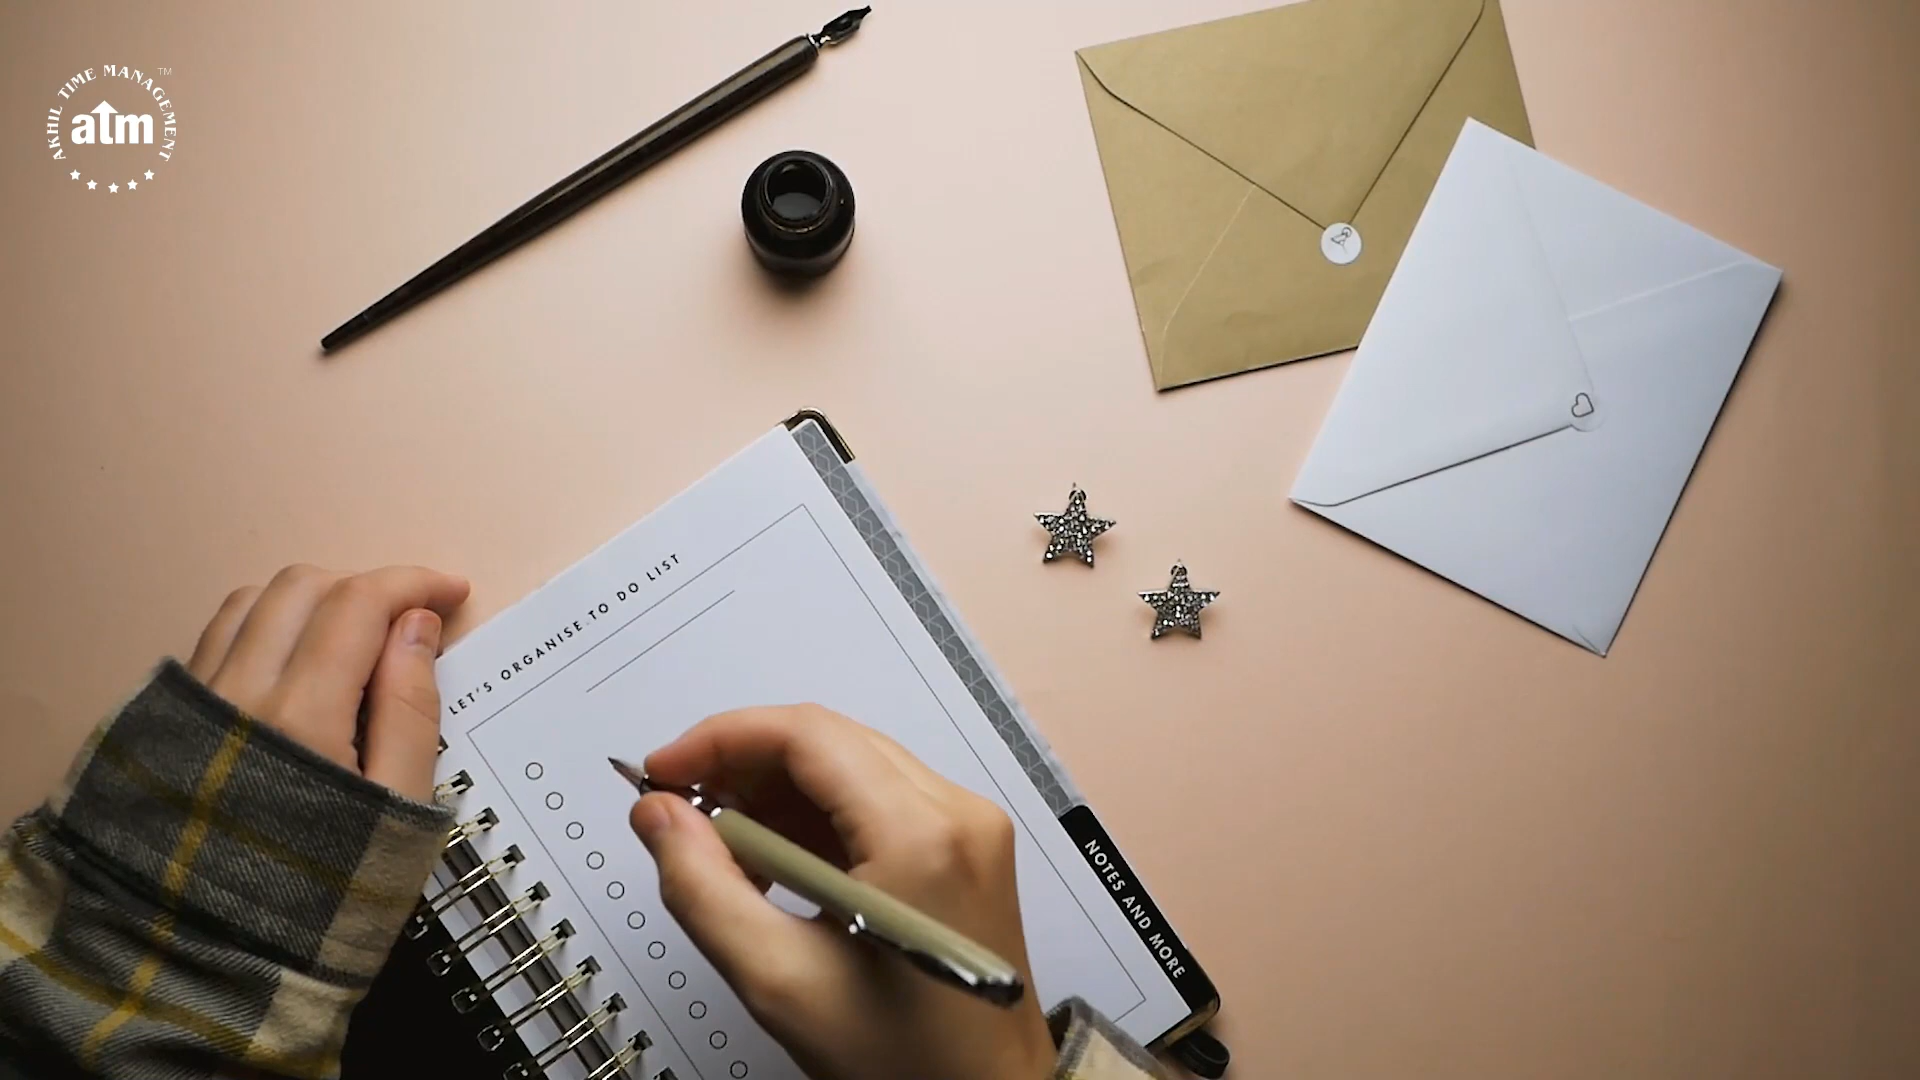 AKHIL TIME MANAGEMENT ™
atm
LET'S ORGANISE TO DO LIST
NOTES AND MORE